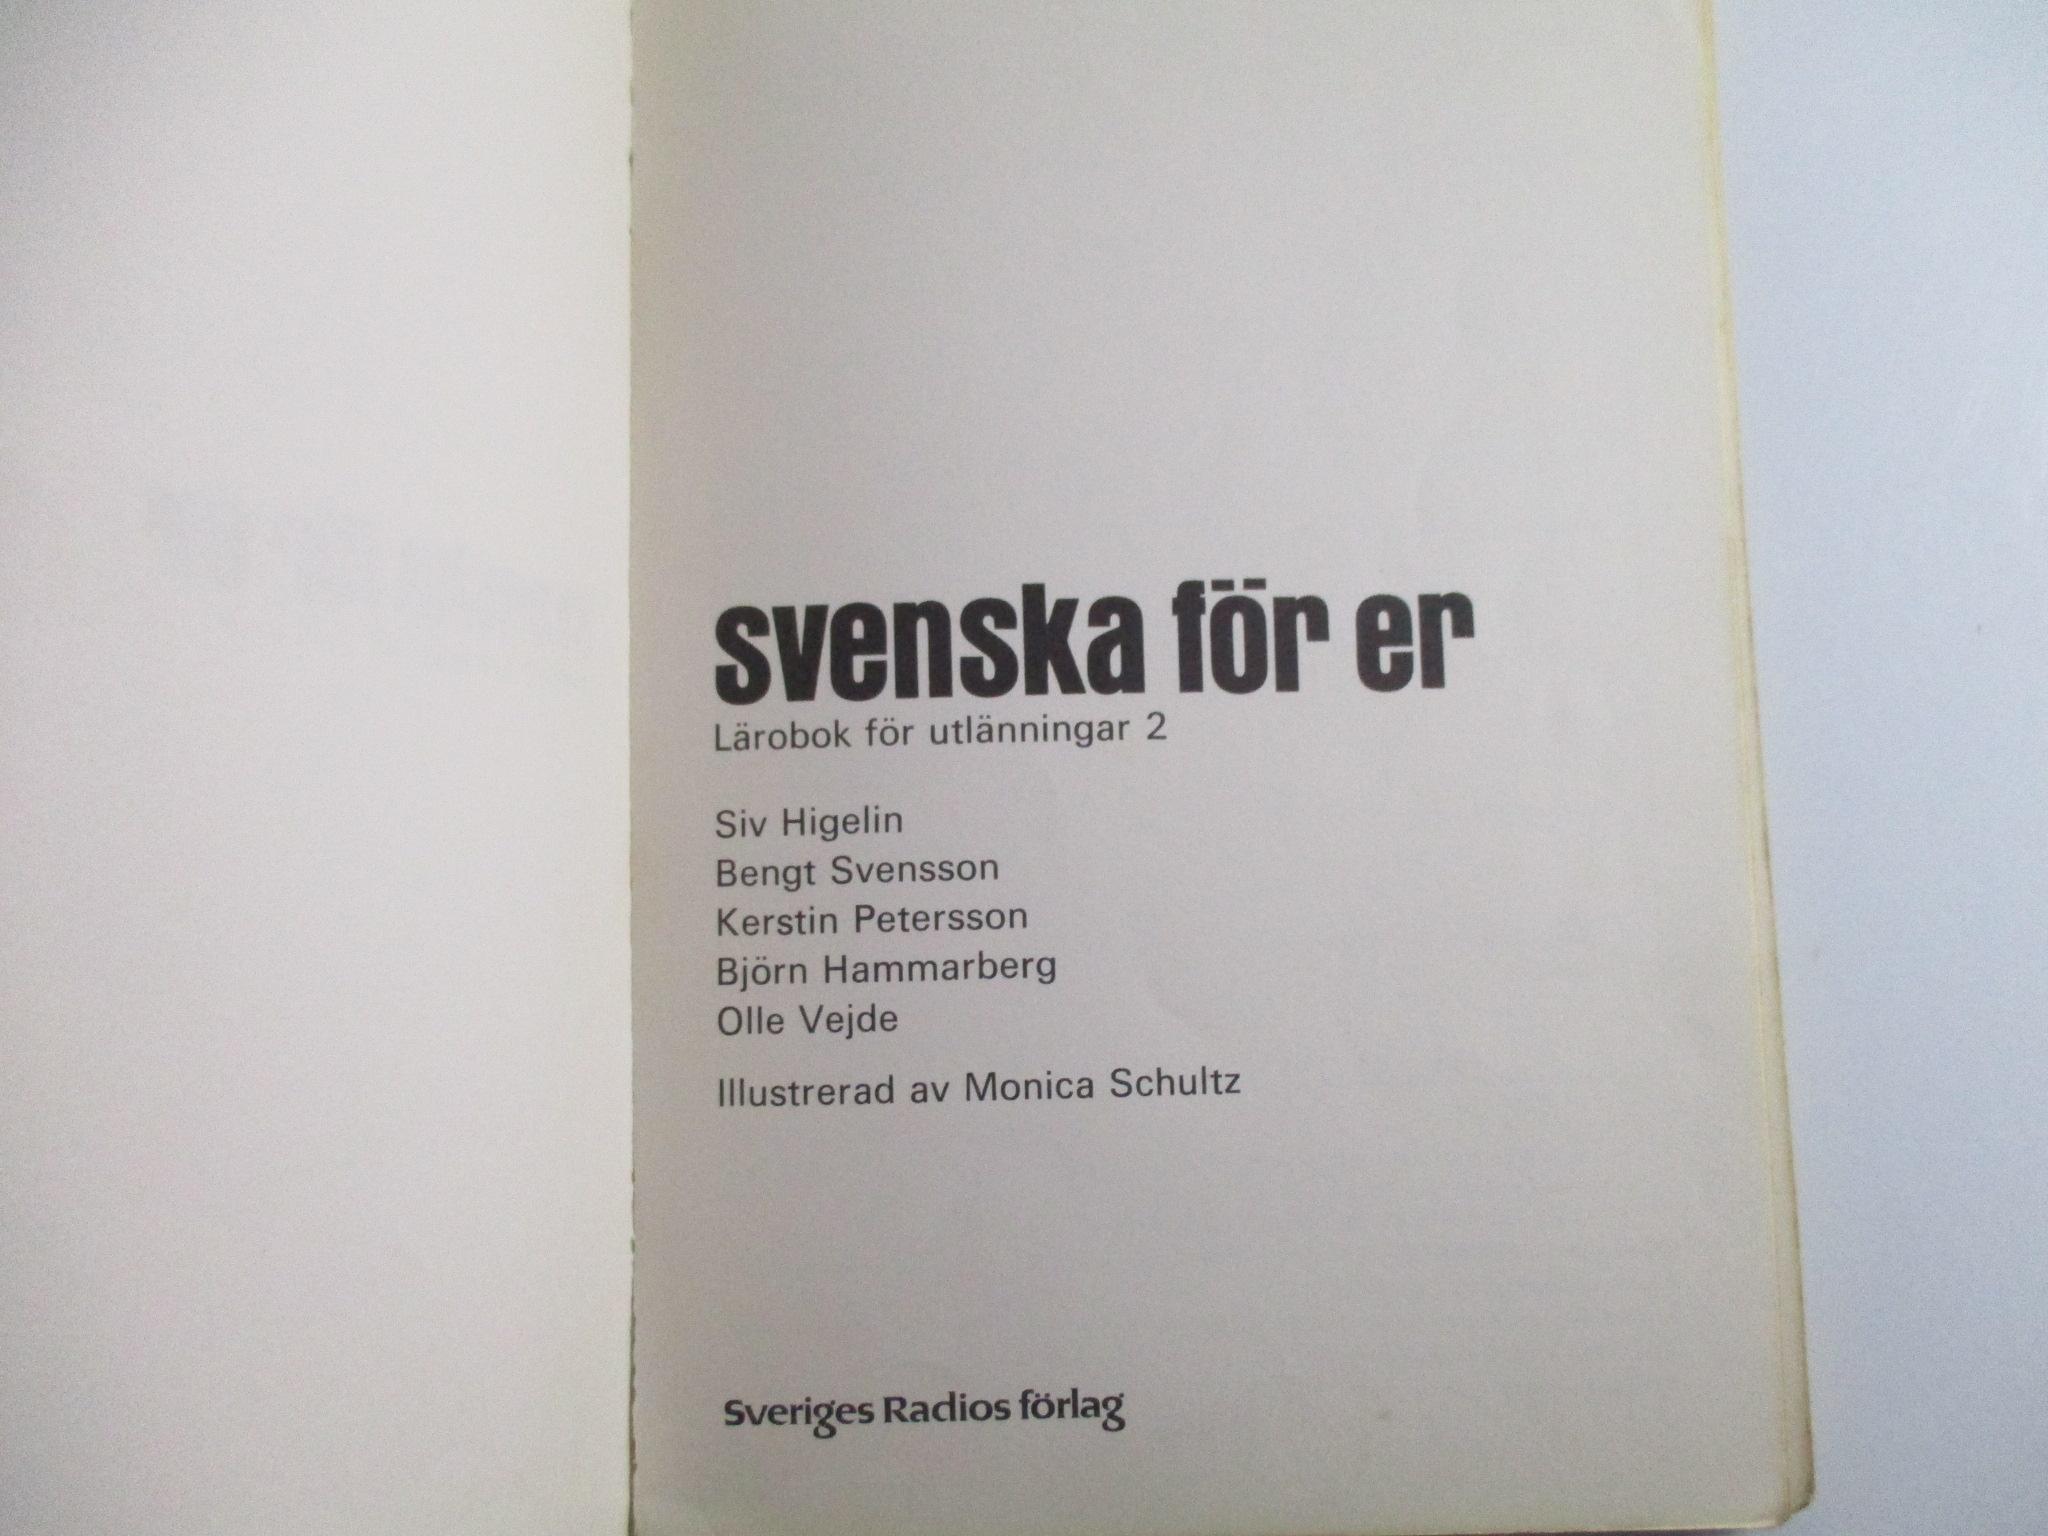 svenska för er
Lärobok för utlänningar 2
Siv Higelin
Bengt Svensson
Kerstin Petersson
Björn Hammarberg
Olle Vejde
Illustrerad av Monica Schultz
Sveriges Radios förlag